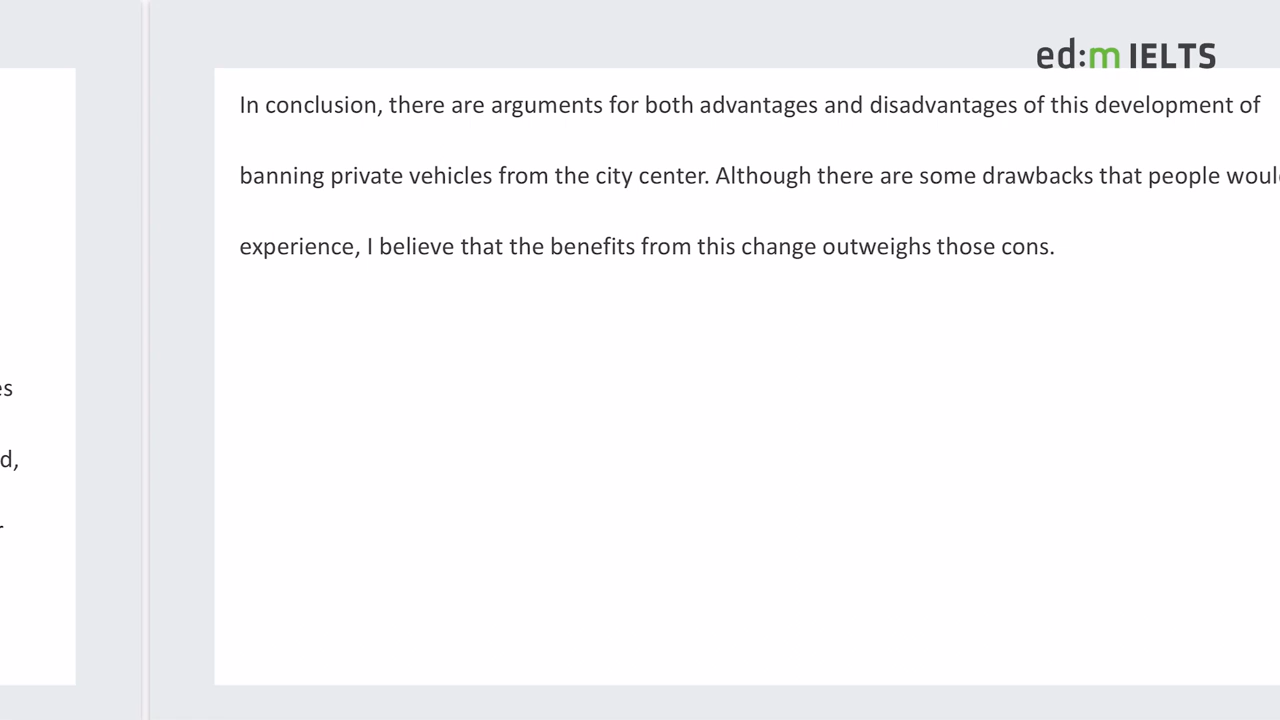 ed:m IELTS
In conclusion, there are arguments for both advantages and disadvantages of this development of
banning private vehicles from the city center. Although there are some drawbacks that people woul
experience, I believe that the benefits from this change outweighs those cons.
es
d,
r